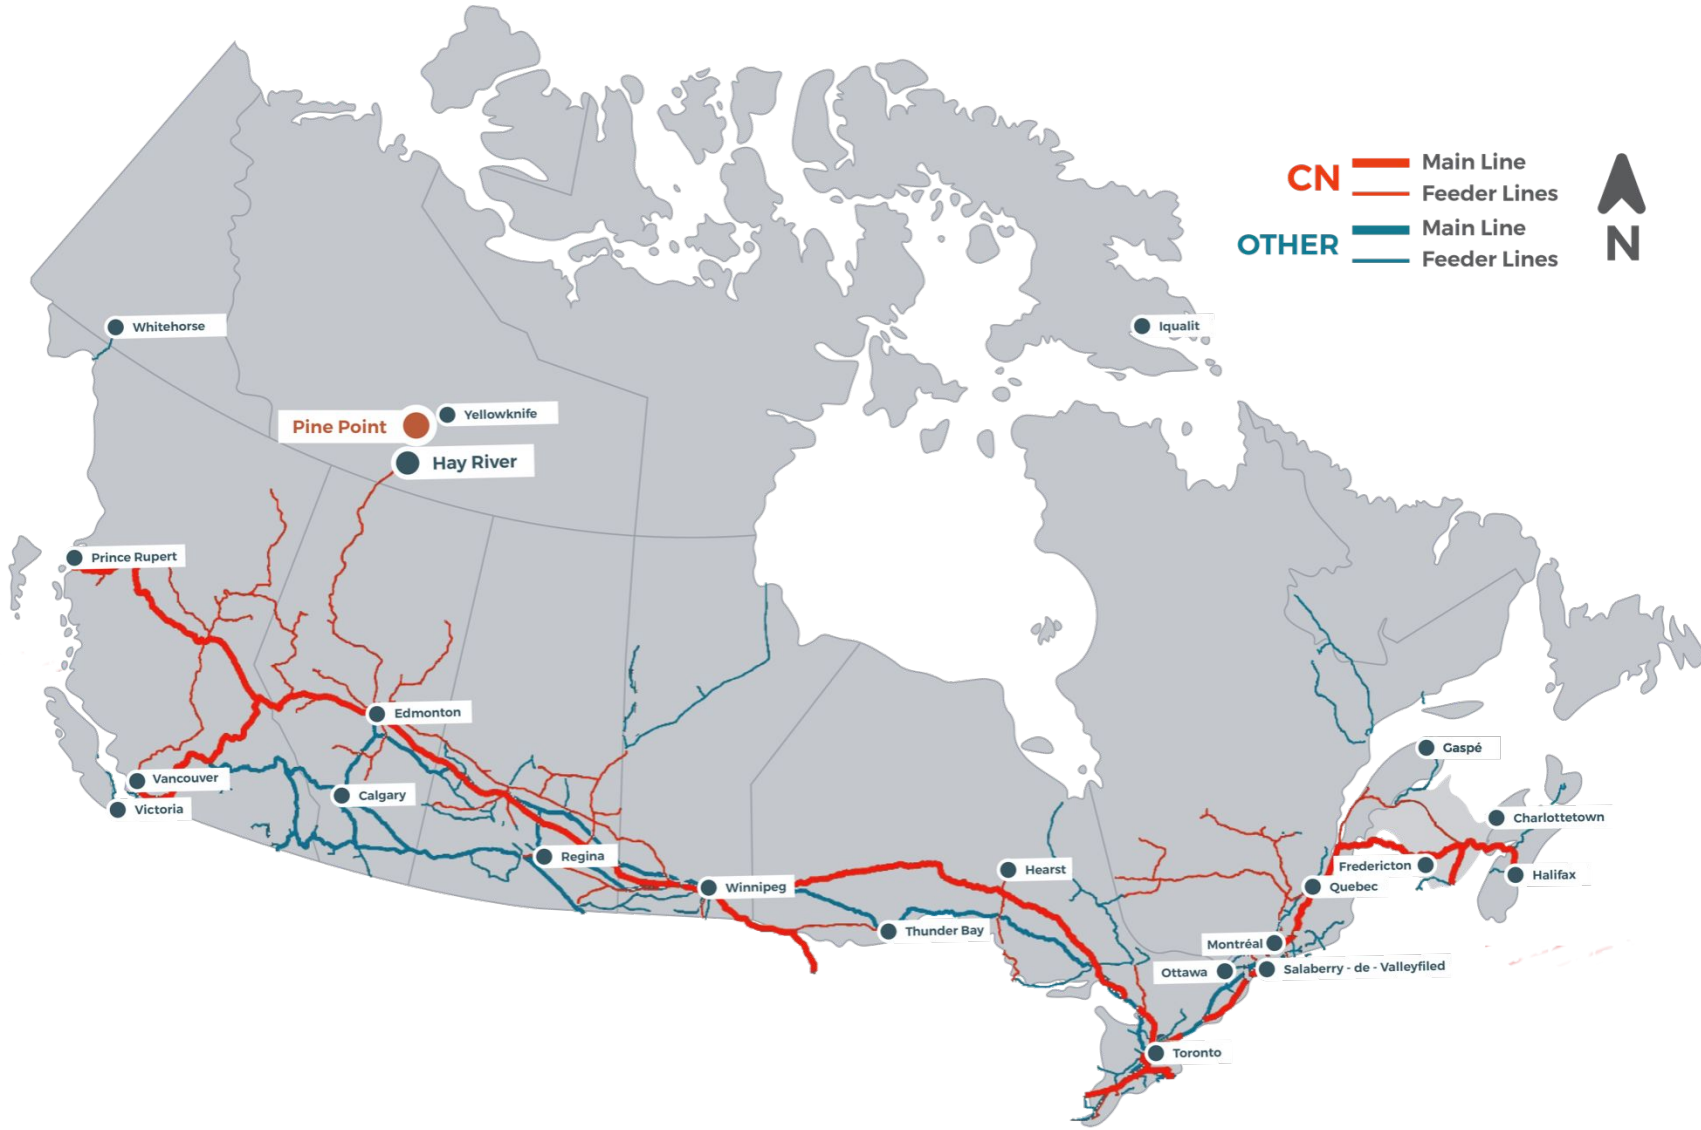 CN
Main Line
Feeder Lines
OTHER
Main Line
Feeder Lines
N
Whitehorse
Iqualit
Pine Point
Yellowknife
Hay River
Prince Rupert
Edmonton
Vancouver
Calgary
Victoria
Regina
Winnipeg
Thunder Bay
Hearst
Gaspé
Charlottetown
Fredericton
Halifax
Quebec
Montréal
Ottawa
Salaberry - de - Valleyfiled
Toronto